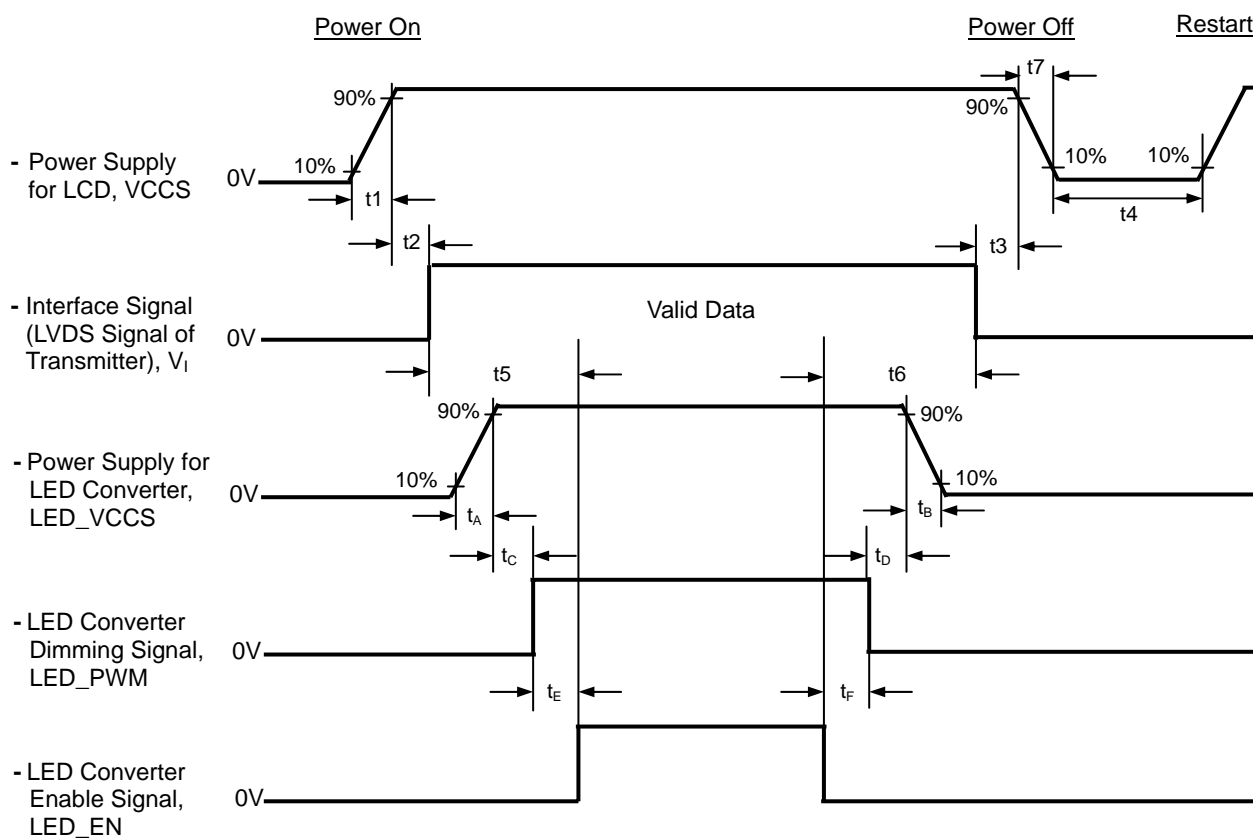 Power On
Power Off
Restart
t7
90%
90%
10%
10%
10%
- Power Supply
for LCD, VCCS
0V
t1
t4
t2
t3
- Interface Signal
(LVDS Signal of
Transmitter), VI
0V
Valid Data
t5
t6
90%
90%
- Power Supply for
LED Converter,
LED_VCCS
0V
10%
10%
tA
tB
tC
tD
- LED Converter
Dimming Signal,
LED_PWM
0V
tE
tF
- LED Converter
Enable Signal,
LED_EN
0V